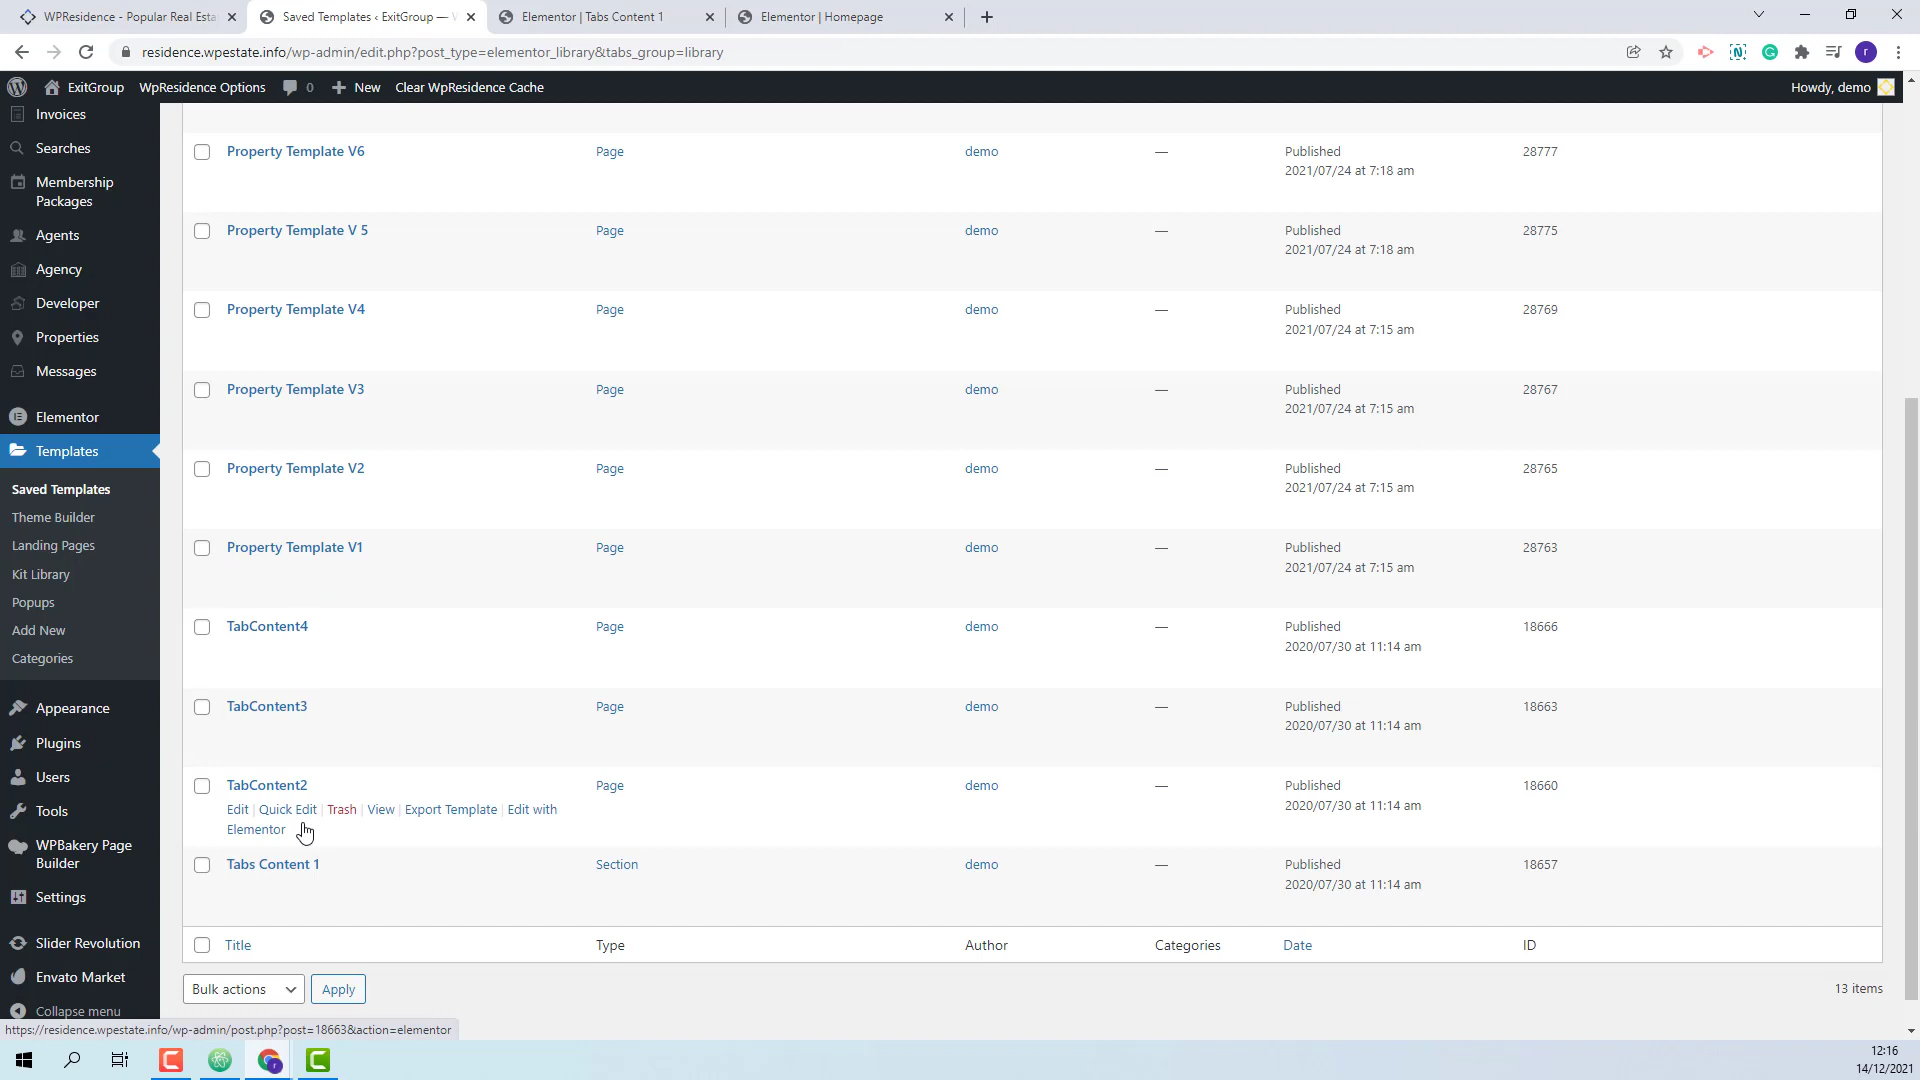 WPResidence - Popular Real Esta
Saved Templates ‹ ExitGroup —
Elementor | Tabs Content 1
Elementor | Homepage
residence.wpestate.info/wp-admin/edit.php?post_type=elementor_library&tabs_group=library
r
ExitGroup WpResidence Options 0 New Clear WpResidence Cache Howdy, demo
Invoices
Searches
Membership
Packages
Agents
Agency
Developer
Properties
Messages
Elementor
Templates
Saved Templates
Theme Builder
Landing Pages
Kit Library
Popups
Add New
Categories
Appearance
Plugins
Users
Tools
WPBakery Page
Builder
Settings
Slider Revolution
Envato Market
Collapse menu
Property Template V6 Page demo — Published 28777
2021/07/24 at 7:18 am
Property Template V 5 Page demo — Published 28775
2021/07/24 at 7:18 am
Property Template V4 Page demo — Published 28769
2021/07/24 at 7:15 am
Property Template V3 Page demo — Published 28767
2021/07/24 at 7:15 am
Property Template V2 Page demo — Published 28765
2021/07/24 at 7:15 am
Property Template V1 Page demo — Published 28763
2021/07/24 at 7:15 am
TabContent4 Page demo — Published 18666
2020/07/30 at 11:14 am
TabContent3 Page demo — Published 18663
2020/07/30 at 11:14 am
TabContent2 Page demo — Published 18660
Edit | Quick Edit | Trash | View | Export Template | Edit with 2020/07/30 at 11:14 am
Elementor
Tabs Content 1 Section demo — Published 18657
2020/07/30 at 11:14 am
Title Type Author Categories Date ID
Bulk actions Apply 13 items
https://residence.wpestate.info/wp-admin/post.php?post=18663&action=elementor
12:16
14/12/2021